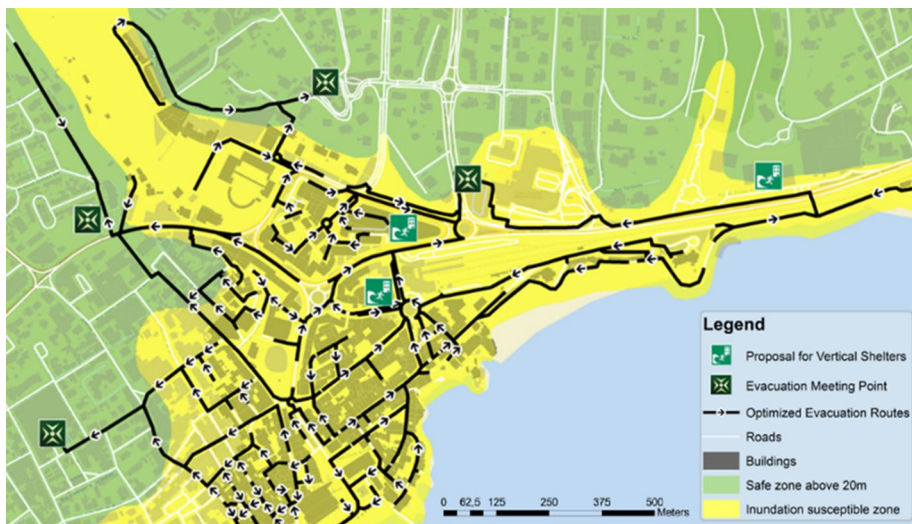 Legend
Proposal for Vertical Shelters
Evacuation Meeting Point
Optimized Evacuation Routes
Roads
Buildings
Safe zone above 20m
Inundation susceptible zone
0 62,5 125 250 375 500
Meters